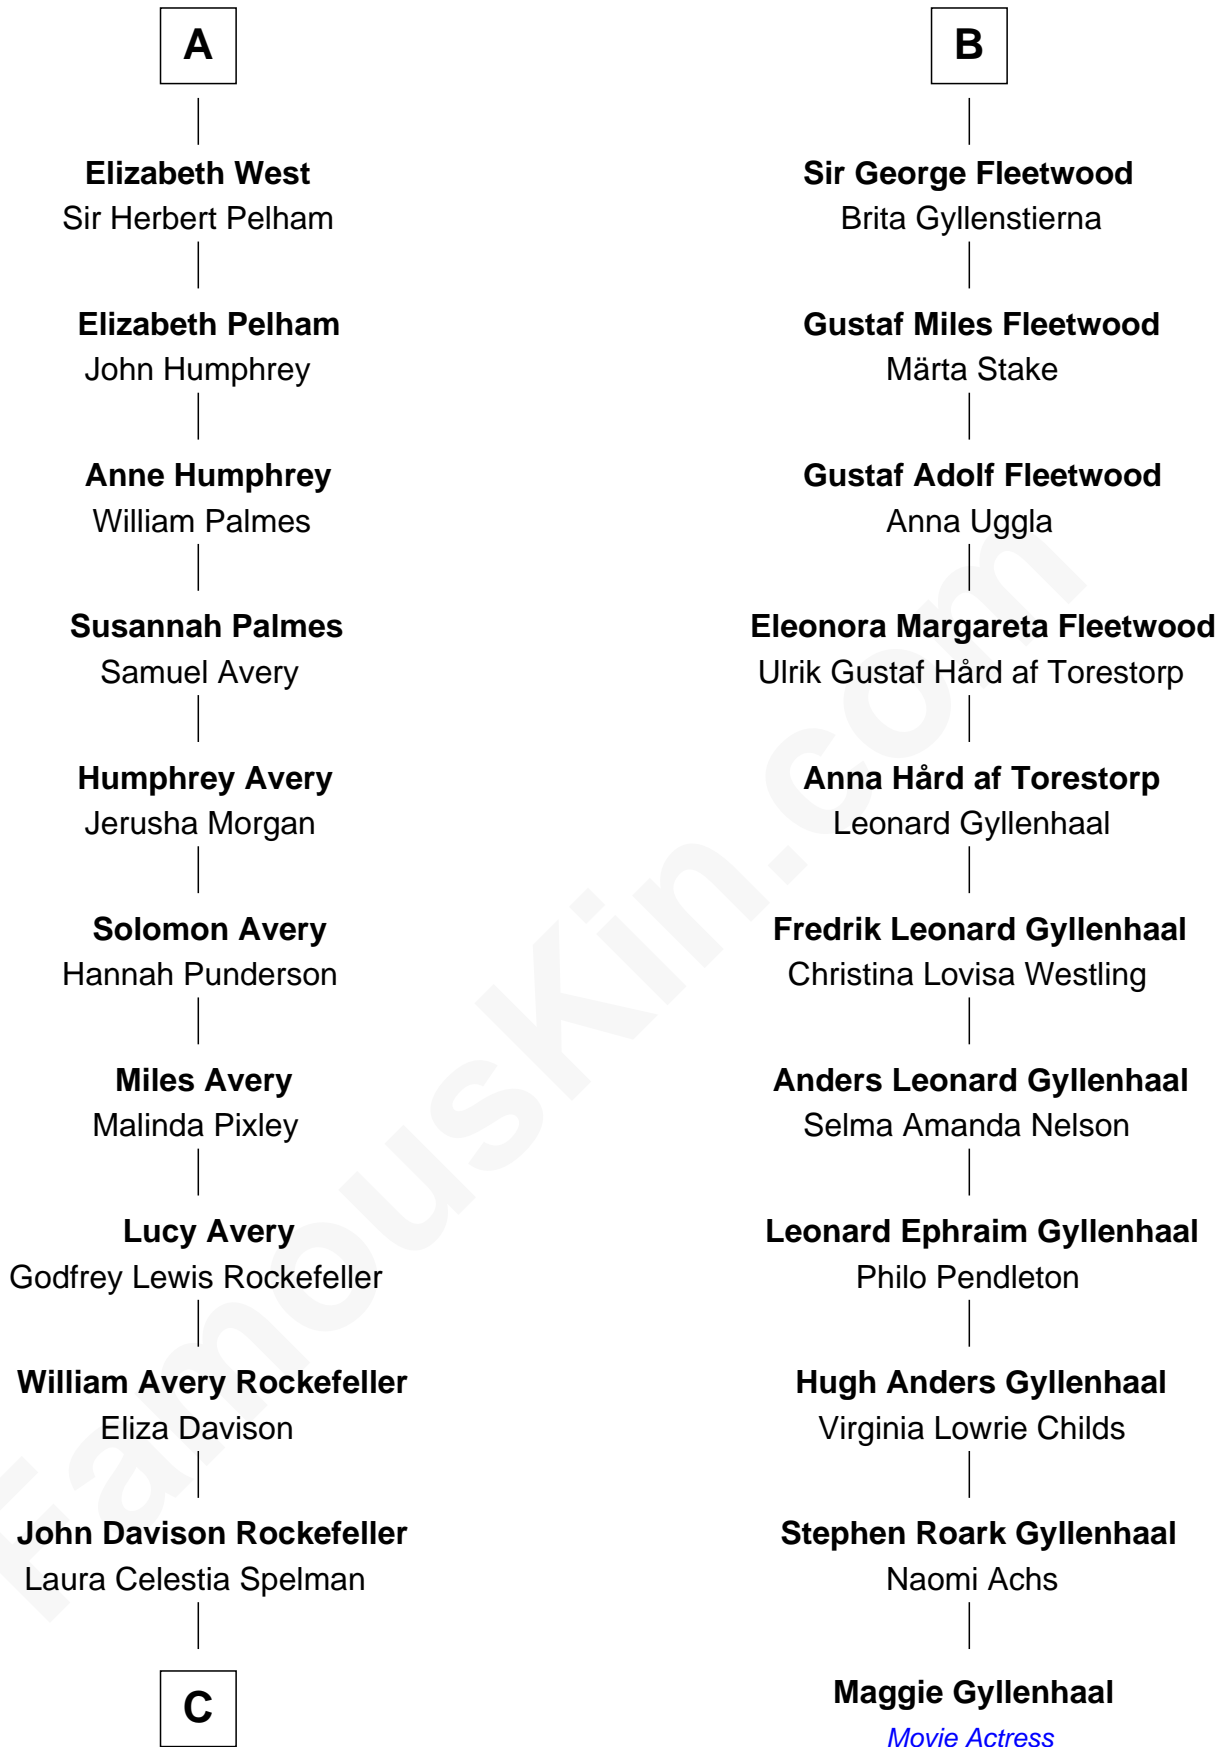 A
Elizabeth West
Sir Herbert Pelham
Elizabeth Pelham
John Humphrey
Anne Humphrey
William Palmes
Susannah Palmes
Samuel Avery
Humphrey Avery
Jerusha Morgan
Solomon Avery
Hannah Punderson
Miles Avery
Malinda Pixley
Lucy Avery
Godfrey Lewis Rockefeller
William Avery Rockefeller
Eliza Davison
John Davison Rockefeller
Laura Celestia Spelman
C
B
Sir George Fleetwood
Brita Gyllenstierna
Gustaf Miles Fleetwood
Märta Stake
Gustaf Adolf Fleetwood
Anna Uggla
Eleonora Margareta Fleetwood
Ulrik Gustaf Hård af Torestorp
Anna Hård af Torestorp
Leonard Gyllenhaal
Fredrik Leonard Gyllenhaal
Christina Lovisa Westling
Anders Leonard Gyllenhaal
Selma Amanda Nelson
Leonard Ephraim Gyllenhaal
Philo Pendleton
Hugh Anders Gyllenhaal
Virginia Lowrie Childs
Stephen Roark Gyllenhaal
Naomi Achs
Maggie Gyllenhaal
Movie Actress
FamousKin.com